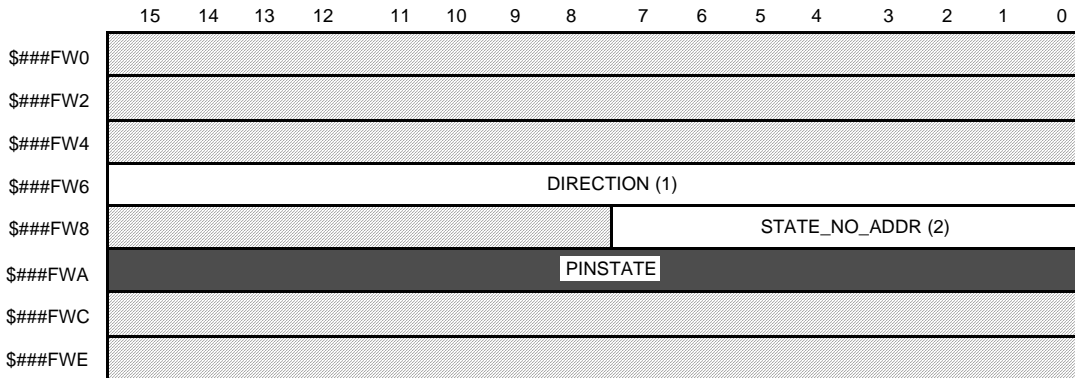 15 14 13 12 11 10 9 8 7 6 5 4 3 2 1 0
$###FW0
$###FW2
$###FW4
$###FW6 DIRECTION (1)
$###FW8 STATE_NO_ADDR (2)
$###FWA PINSTATE
$###FWC
$###FWE